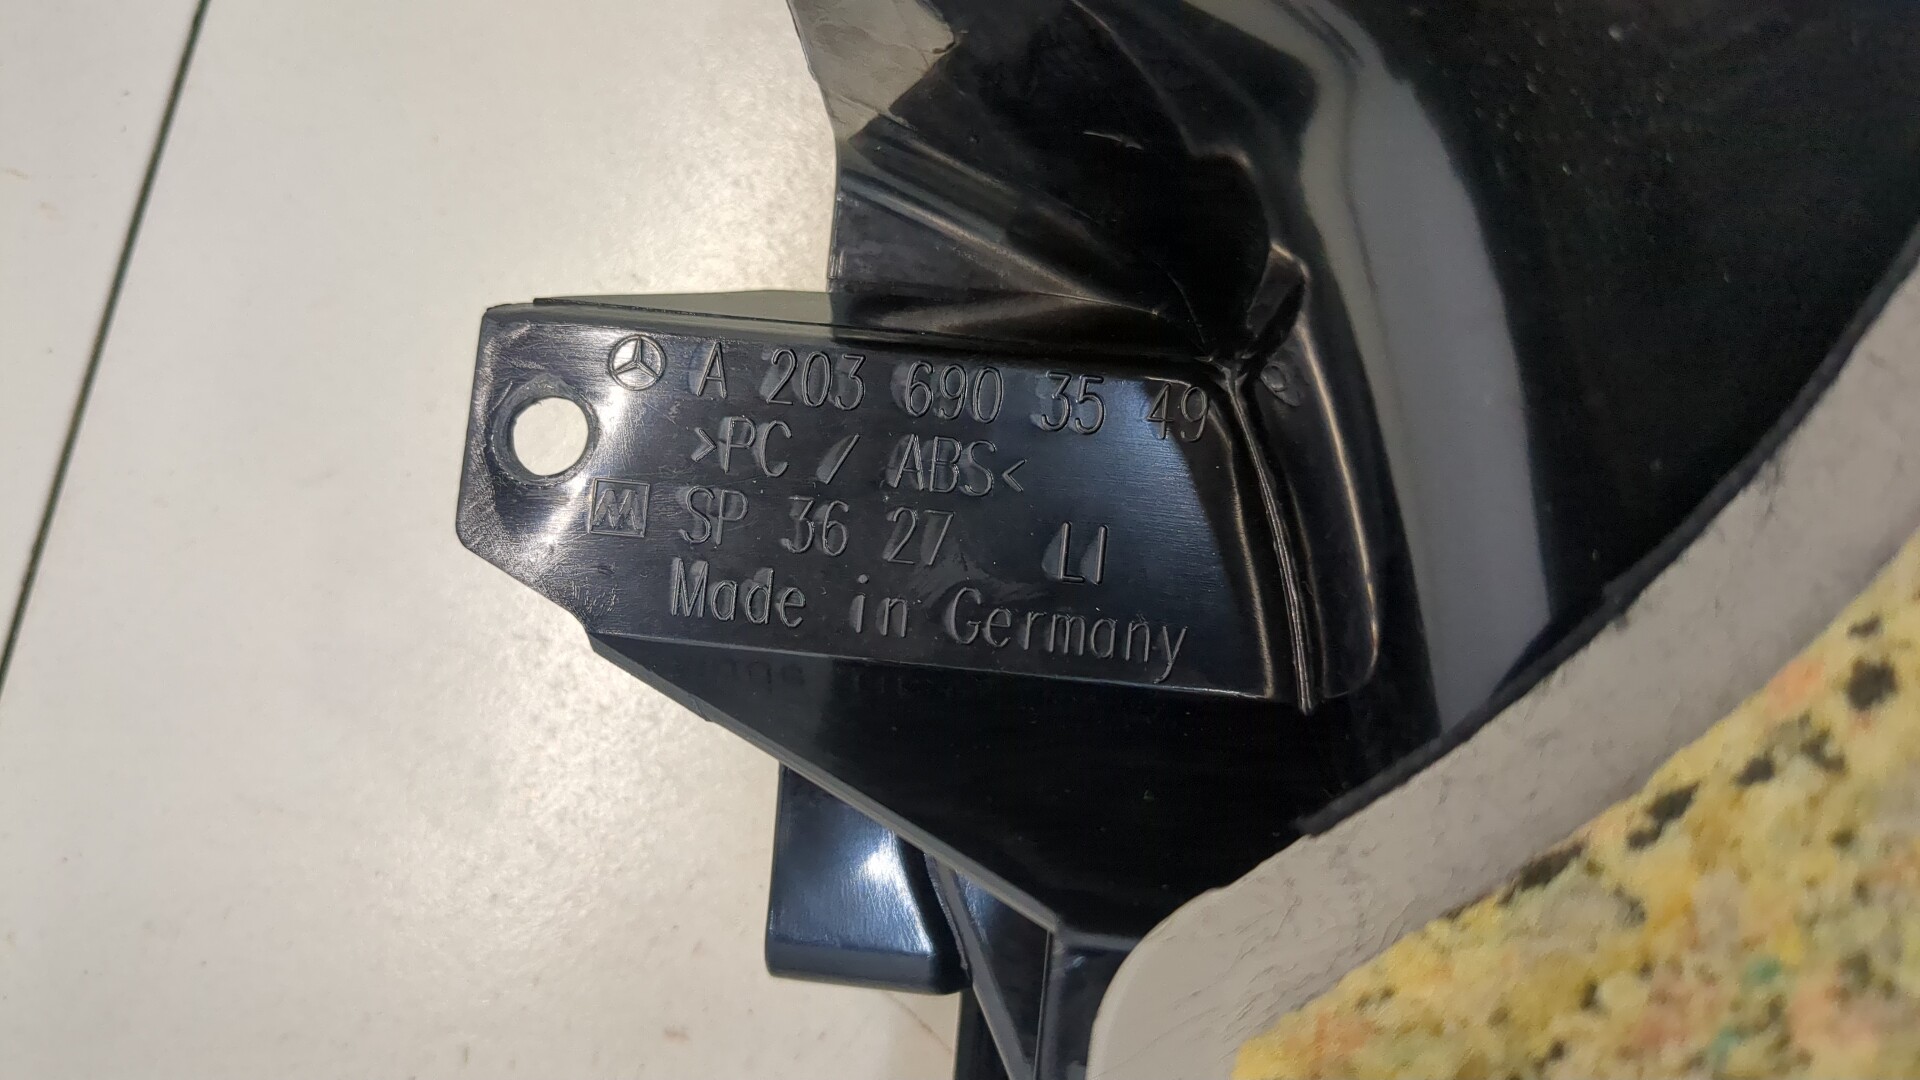 A 203 690 35 49
>PC / ABS<
SP 36 27 LI
Made in Germany